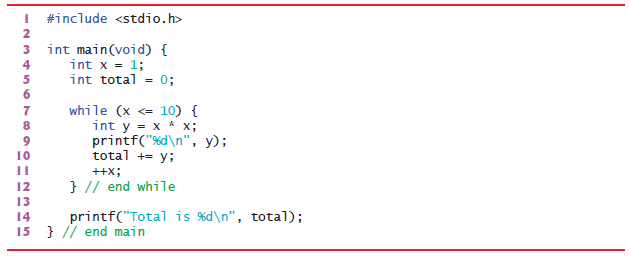 1 #include <stdio.h>
2
3 int main(void) {
4 int x = 1;
5 int total = 0;
6
7 while (x <= 10) {
8 int y = x * x;
9 printf("%d\n", y);
10 total += y;
11 ++x;
12 } // end while
13
14 printf("Total is %d\n", total);
15 } // end main